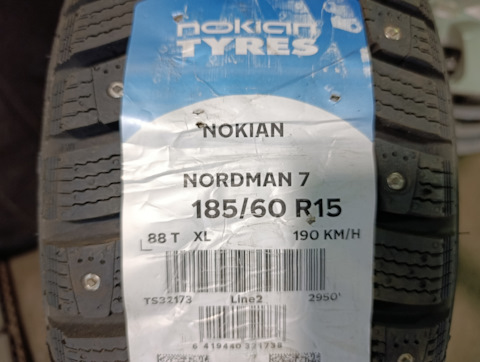 nokian
TYRES
NOKIAN
NORDMAN 7
185/60 R15
88 T XL 190 KM/H
TS32173 Line2 2950'
6 419440 321738